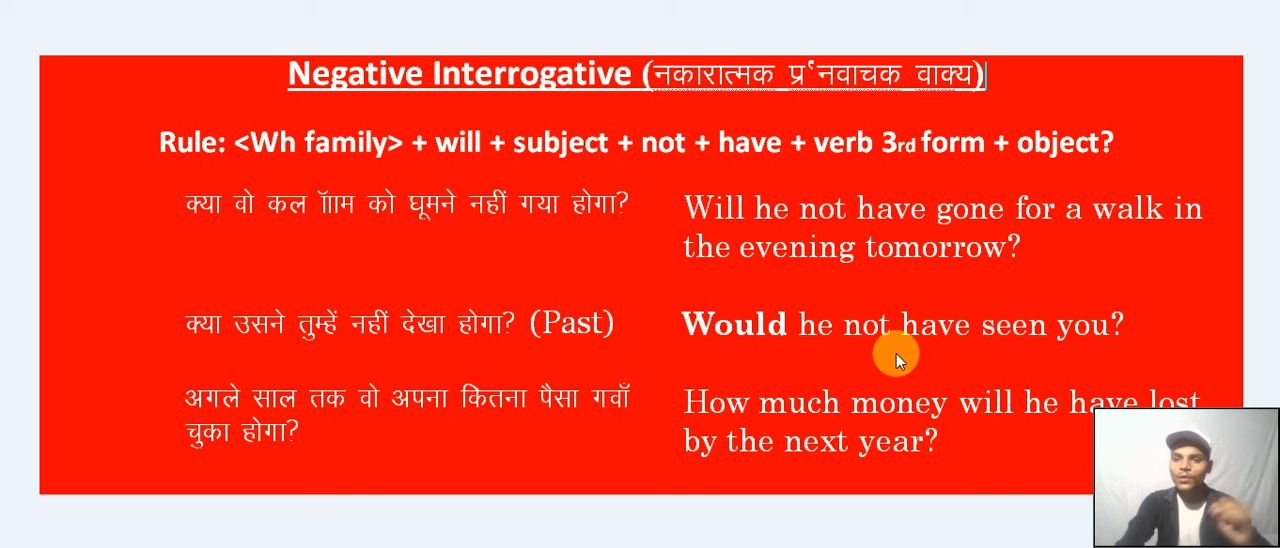 Negative Interrogative (नकारात्मक प्रʻनवाचक वाक्य)
Rule: <Wh family> + will + subject + not + have + verb 3rd form + object?
क्या वो कल ॉााम को घूमने नहीं गया होगा?
Will he not have gone for a walk in
the evening tomorrow?
क्या उसने तुम्हें नहीं देखा होगा? (Past)
Would he not have seen you?
अगले साल तक वो अपना कितना पैसा गवाँ
चुका होगा?
How much money will he have lost
by the next year?